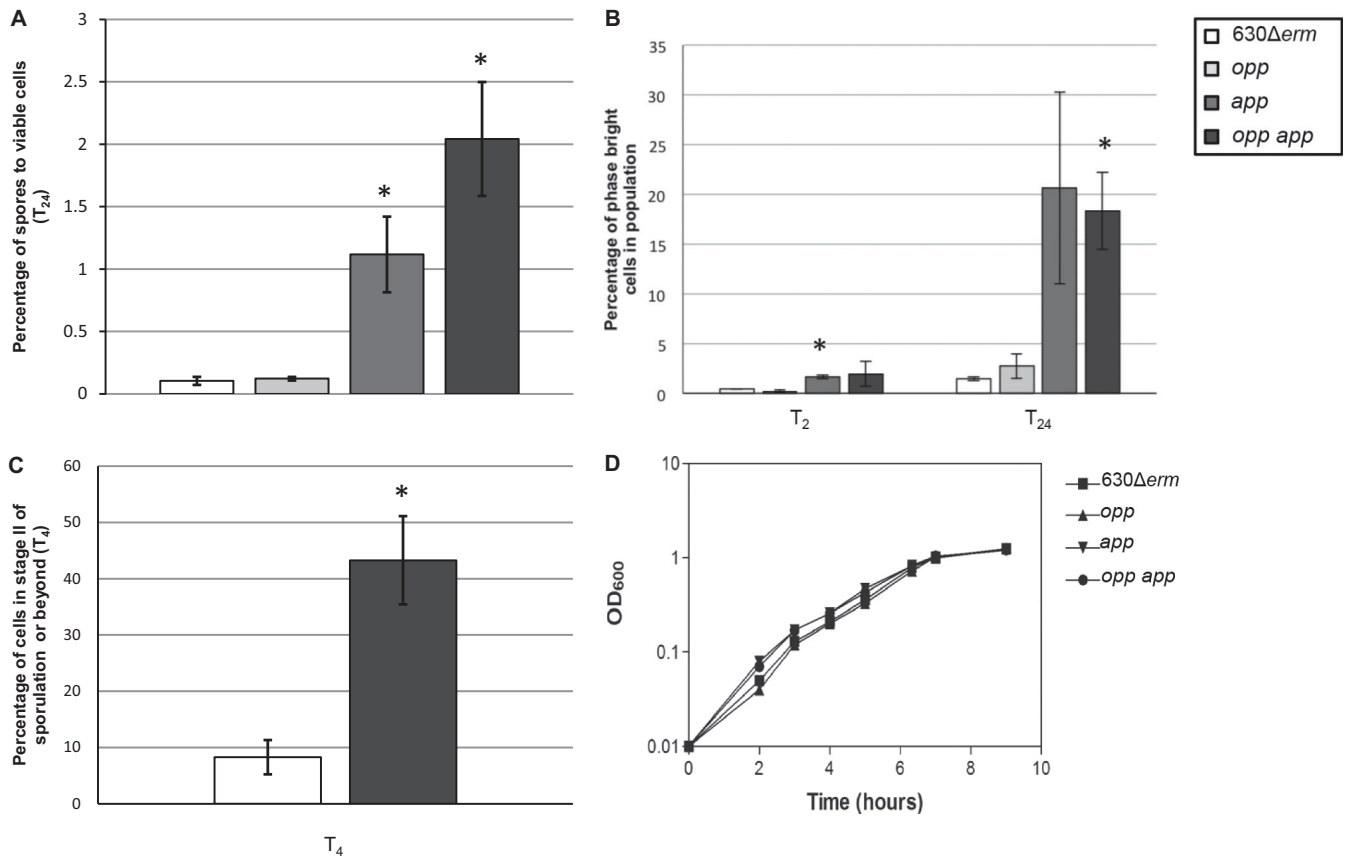 A
Percentage of spores to viable cells
(T24)
3
2.5
2
1.5
1
0.5
0
*
*
B
Percentage of phase bright
cells in population
35
30
25
20
15
10
5
0
*
*
T2
T24
630Δerm
opp
app
opp app
C
Percentage of cells in stage II of
sporulation or beyond (T4)
60
50
40
30
20
10
0
*
T4
D
OD600
10
1
0.1
0.01
0
2
4
6
8
10
Time (hours)
630Δerm
opp
app
opp app